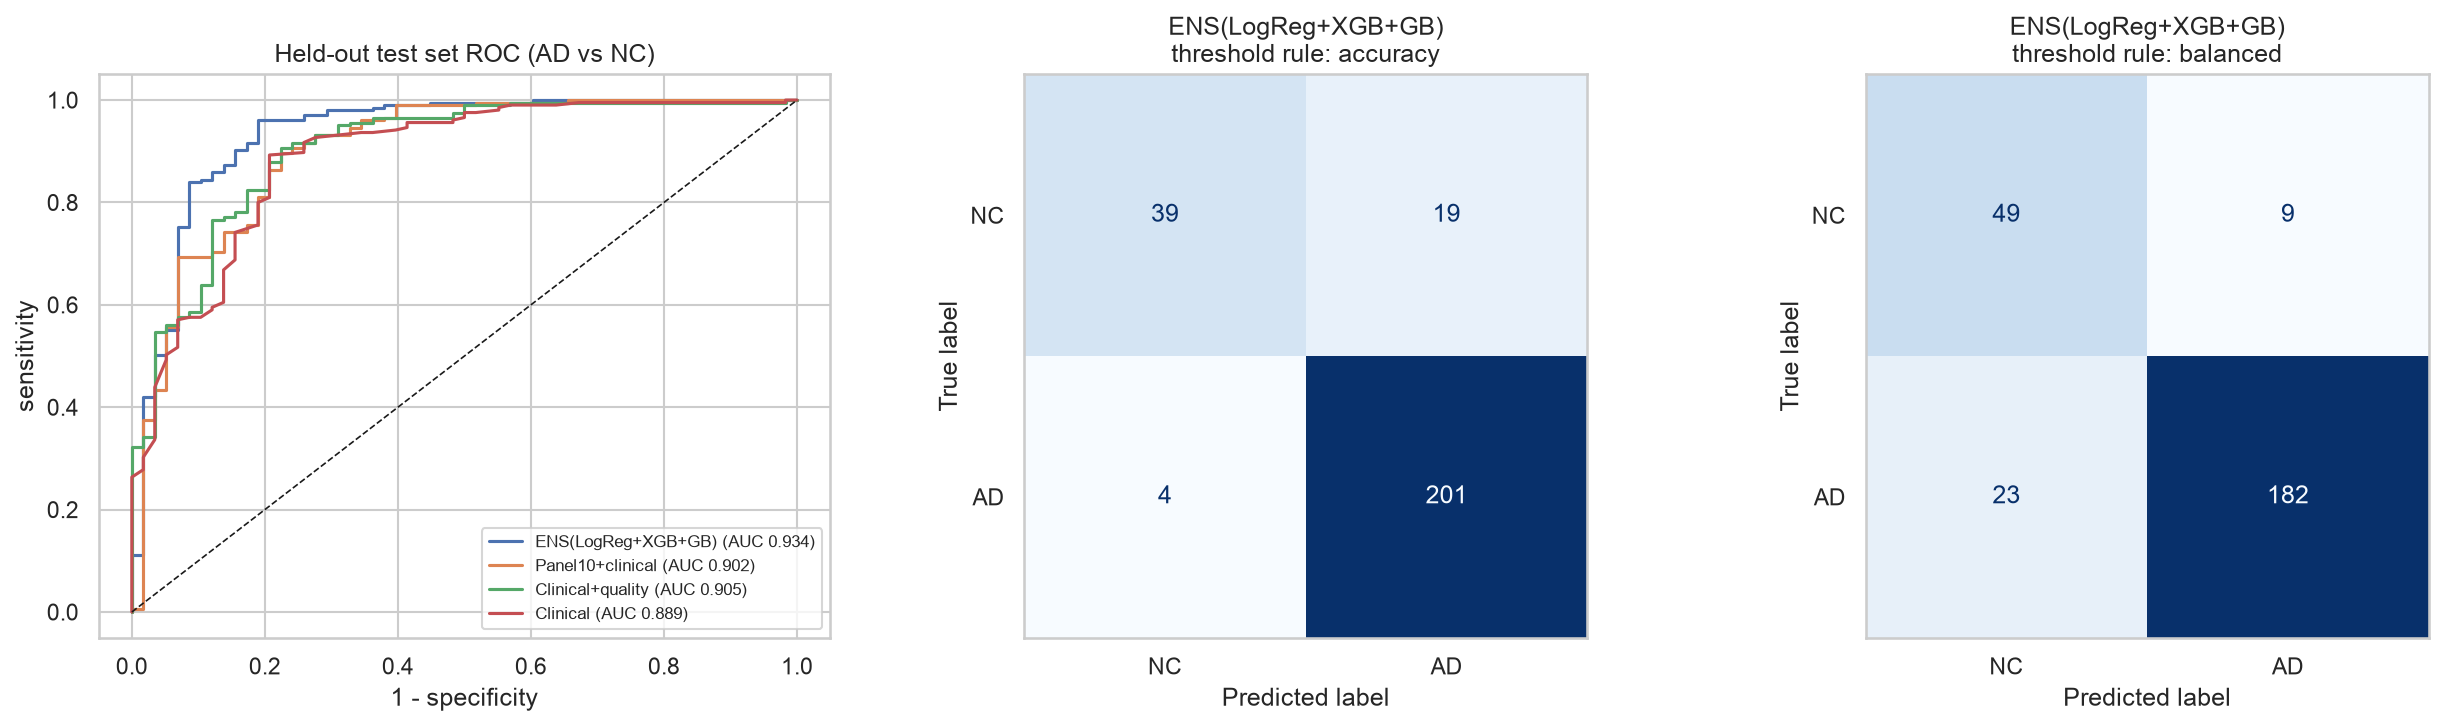 Held-out test set ROC (AD vs NC)
1.0
0.8
0.6
0.4
0.2
0.0
sensitivity
0.0 0.2 0.4 0.6 0.8 1.0
1 - specificity
ENS(LogReg+XGB+GB) (AUC 0.934)
Panel10+clinical (AUC 0.902)
Clinical+quality (AUC 0.905)
Clinical (AUC 0.889)
ENS(LogReg+XGB+GB)
threshold rule: accuracy
True label
NC 39 19
AD 4 201
NC AD
Predicted label
ENS(LogReg+XGB+GB)
threshold rule: balanced
True label
NC 49 9
AD 23 182
NC AD
Predicted label